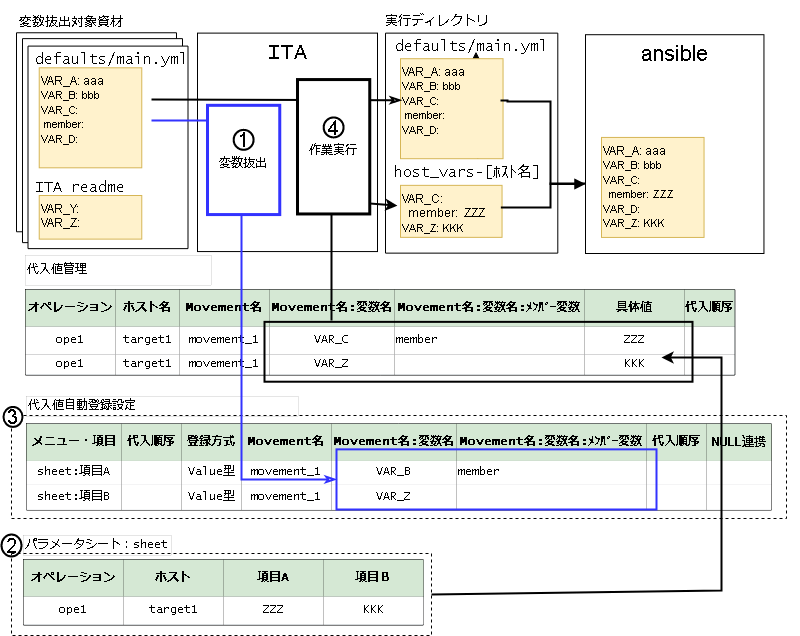 変数抜出対象資材
defaults/main.yml
VAR_A: aaa
VAR_B: bbb
VAR_C:
member:
VAR_D:
ITA readme
VAR_Y:
VAR_Z:
ITA
①
変数抜出
④
作業実行
実行ディレクトリ
defaults/main.yml
VAR_A: aaa
VAR_B: bbb
VAR_C:
member:
VAR_D:
host_vars-[ﾎｽﾄ名]
VAR_C:
member: ZZZ
VAR_Z: KKK
ansible
VAR_A: aaa
VAR_B: bbb
VAR_C:
member: ZZZ
VAR_D:
VAR_Z: KKK
代入値管理
オペレーション ホスト名 Movement名 Movement名:変数名 Movement名:変数名:ﾒﾝﾊﾞｰ変数 具体値 代入順序
ope1 target1 movement_1 VAR_C member ZZZ
ope1 target1 movement_1 VAR_Z KKK
③
代入値自動登録設定
メニュー・項目 代入順序 登録方式 Movement名 Movement名:変数名 Movement名:変数名:ﾒﾝﾊﾞｰ変数 代入順序 NULL連携
sheet:項目A Value型 movement_1 VAR_B member
sheet:項目B Value型 movement_1 VAR_Z
②
パラメータシート：sheet
オペレーション ホスト 項目A 項目B
ope1 target1 ZZZ KKK